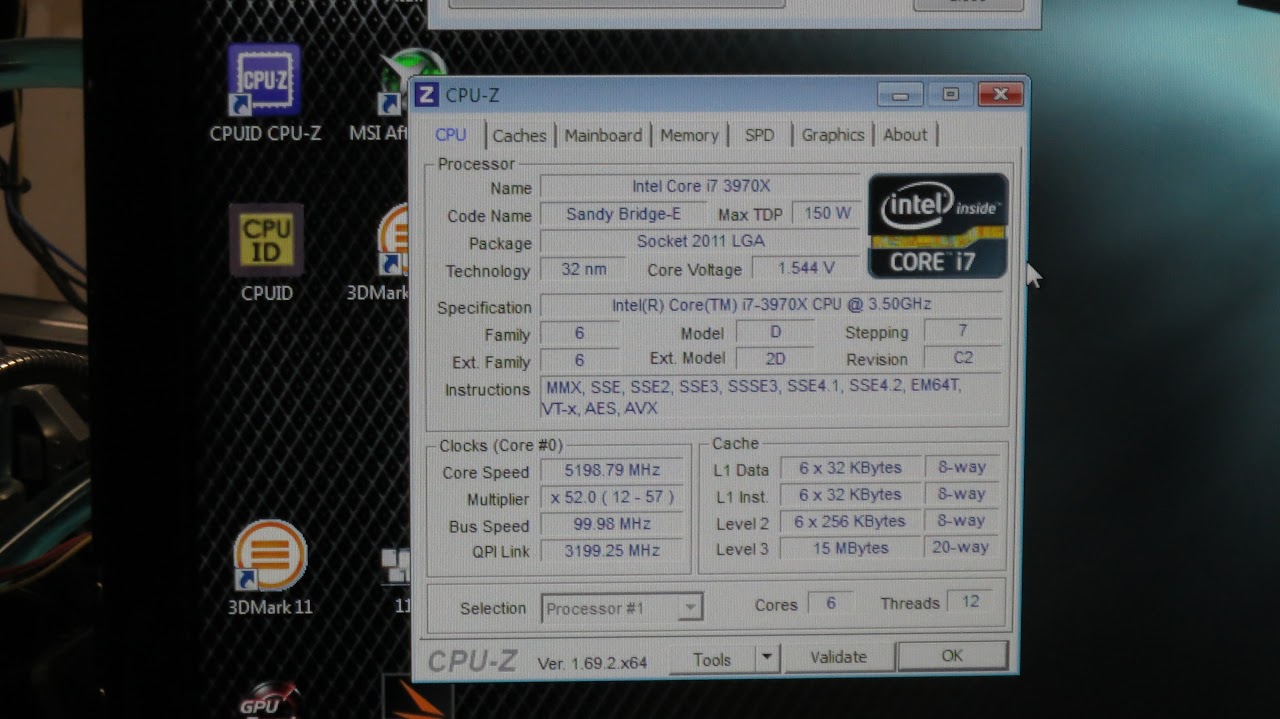 CPU-Z
CPUID CPU-Z
MSI Aft
CPU
ID
CPUID
3DMark
3DMark 11
11
GPU
CPU-Z
CPU Caches Mainboard Memory SPD Graphics About
Processor
Name Intel Core i7 3970X
Code Name Sandy Bridge-E Max TDP 150 W
Package Socket 2011 LGA
Technology 32 nm Core Voltage 1.544 V
intel inside™
CORE™ i7
Specification Intel(R) Core(TM) i7-3970X CPU @ 3.50GHz
Family 6 Model D Stepping 7
Ext. Family 6 Ext. Model 2D Revision C2
Instructions MMX, SSE, SSE2, SSE3, SSSE3, SSE4.1, SSE4.2, EM64T,
VT-x, AES, AVX
Clocks (Core #0)
Core Speed 5198.79 MHz
Multiplier x 52.0 ( 12 - 57 )
Bus Speed 99.98 MHz
QPI Link 3199.25 MHz
Cache
L1 Data 6 x 32 KBytes 8-way
L1 Inst. 6 x 32 KBytes 8-way
Level 2 6 x 256 KBytes 8-way
Level 3 15 MBytes 20-way
Selection Processor #1 Cores 6 Threads 12
CPU-Z Ver. 1.69.2.x64 Tools Validate OK